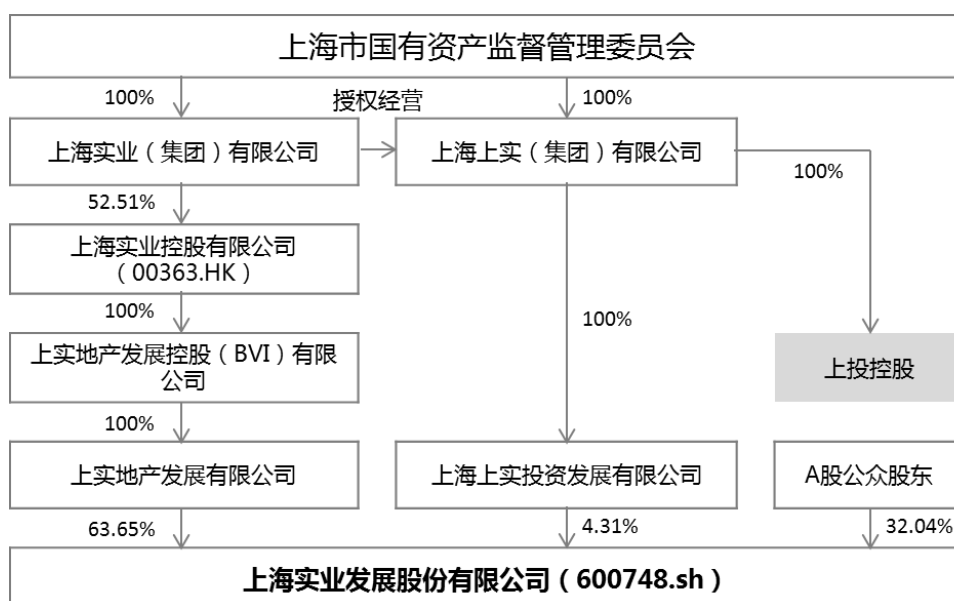 上海市国有资产监督管理委员会
100%
授权经营
100%
上海实业（集团）有限公司
上海上实（集团）有限公司
100%
52.51%
上海实业控股有限公司
（00363.HK）
100%
100%
上实地产发展控股（BVI）有限
公司
上投控股
100%
上实地产发展有限公司
上海上实投资发展有限公司
A股公众股东
63.65%
4.31%
32.04%
上海实业发展股份有限公司（600748.sh）